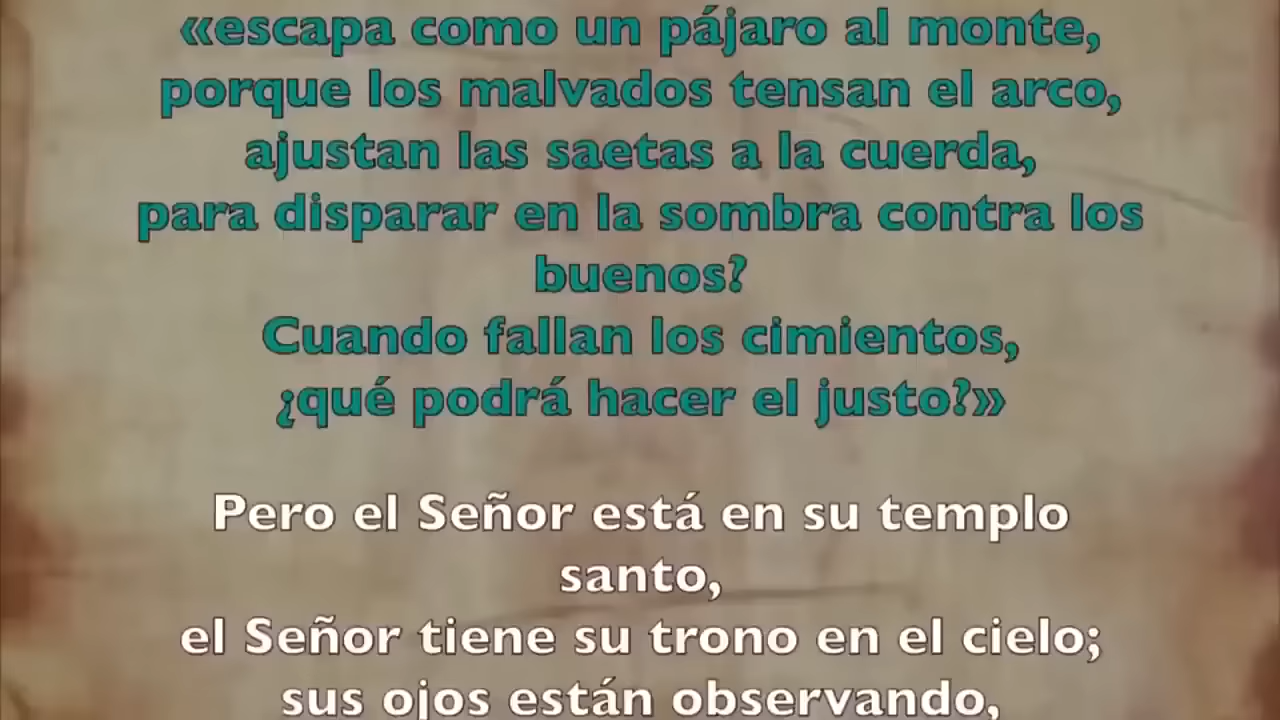 «escapa como un pájaro al monte,
porque los malvados tensan el arco,
ajustan las saetas a la cuerda,
para disparar en la sombra contra los
buenos?
Cuando fallan los cimientos,
¿qué podrá hacer el justo?»
Pero el Señor está en su templo
santo,
el Señor tiene su trono en el cielo;
sus ojos están observando,